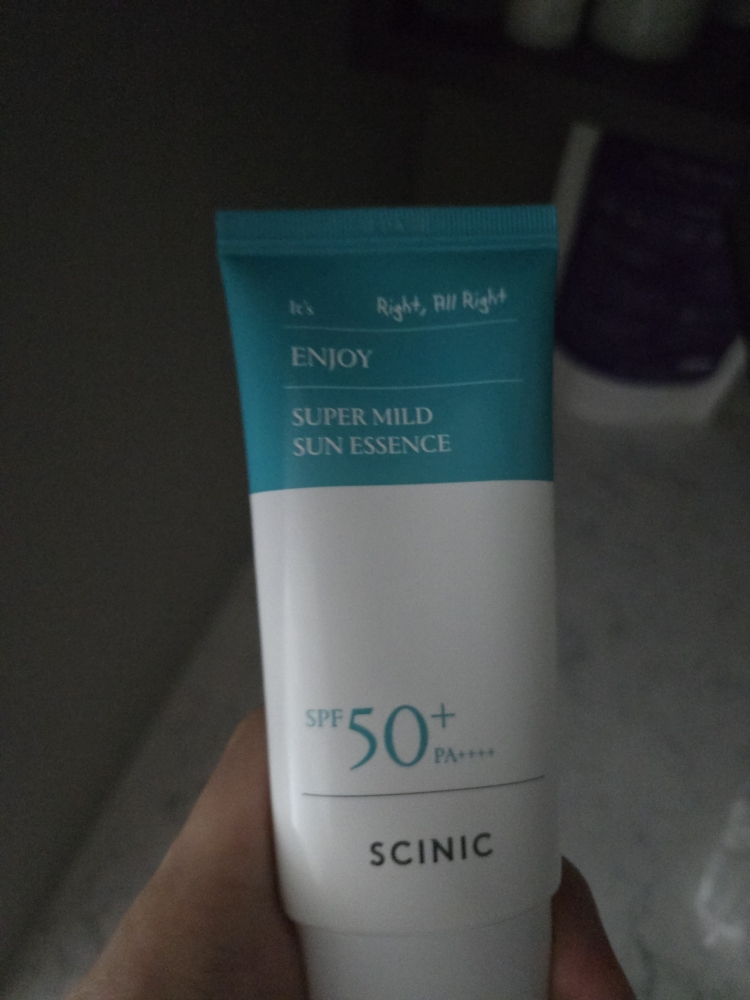 It's Right, All Right
ENJOY
SUPER MILD
SUN ESSENCE
SPF 50+
PA++++
SCINIC